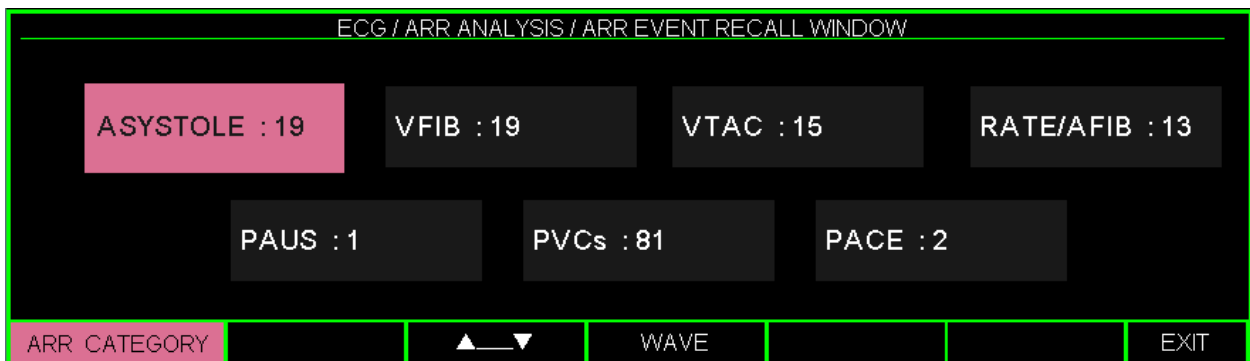 ECG / ARR ANALYSIS / ARR EVENT RECALL WINDOW
ASYSTOLE : 19 VFIB : 19 VTAC : 15 RATE/AFIB : 13
PAUS : 1 PVCs : 81 PACE : 2
ARR CATEGORY ▲__▼ WAVE EXIT